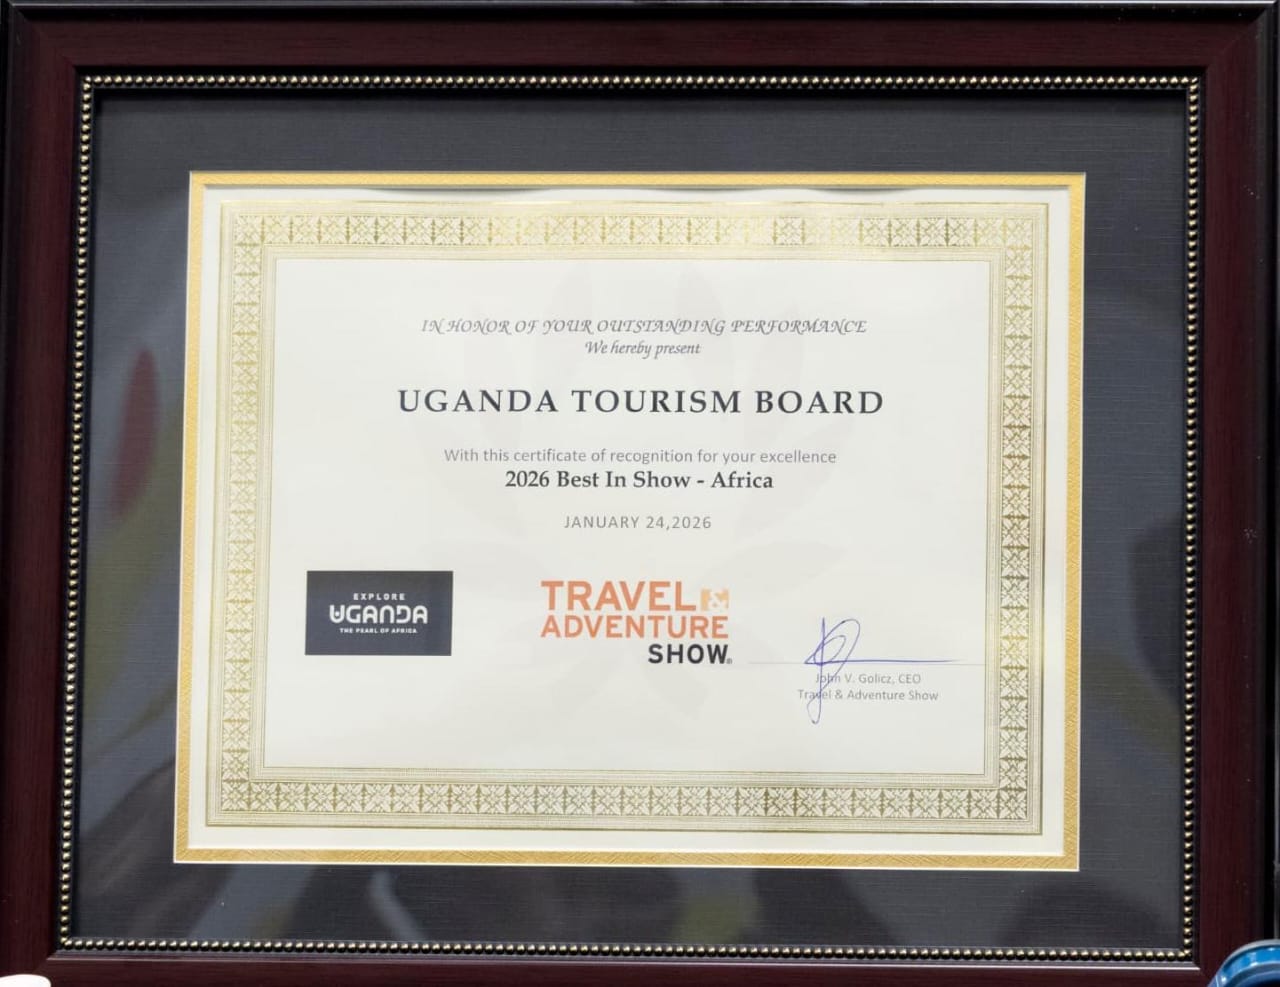 IN HONOR OF YOUR OUTSTANDING PERFORMANCE
We hereby present
UGANDA TOURISM BOARD
With this certificate of recognition for your excellence
2026 Best In Show - Africa
JANUARY 24,2026
EXPLORE
UGANDA
THE PEARL OF AFRICA
TRAVEL &
ADVENTURE
SHOW®
John V. Golicz, CEO
Travel & Adventure Show